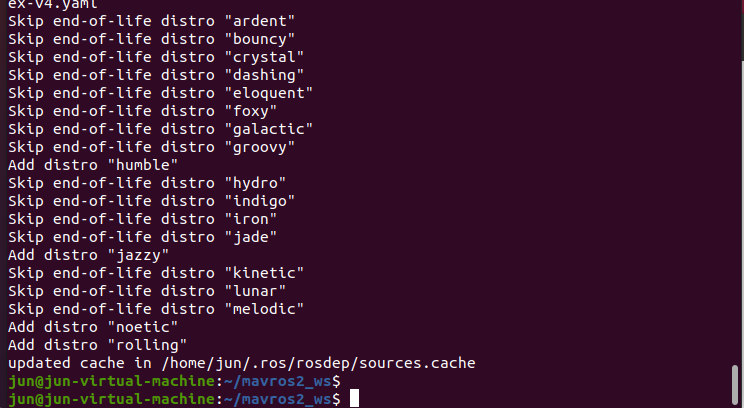 ex-v4.yaml
Skip end-of-life distro "ardent"
Skip end-of-life distro "bouncy"
Skip end-of-life distro "crystal"
Skip end-of-life distro "dashing"
Skip end-of-life distro "eloquent"
Skip end-of-life distro "foxy"
Skip end-of-life distro "galactic"
Skip end-of-life distro "groovy"
Add distro "humble"
Skip end-of-life distro "hydro"
Skip end-of-life distro "indigo"
Skip end-of-life distro "iron"
Skip end-of-life distro "jade"
Add distro "jazzy"
Skip end-of-life distro "kinetic"
Skip end-of-life distro "lunar"
Skip end-of-life distro "melodic"
Add distro "noetic"
Add distro "rolling"
updated cache in /home/jun/.ros/rosdep/sources.cache
jun@jun-virtual-machine:~/mavros2_ws$
jun@jun-virtual-machine:~/mavros2_ws$